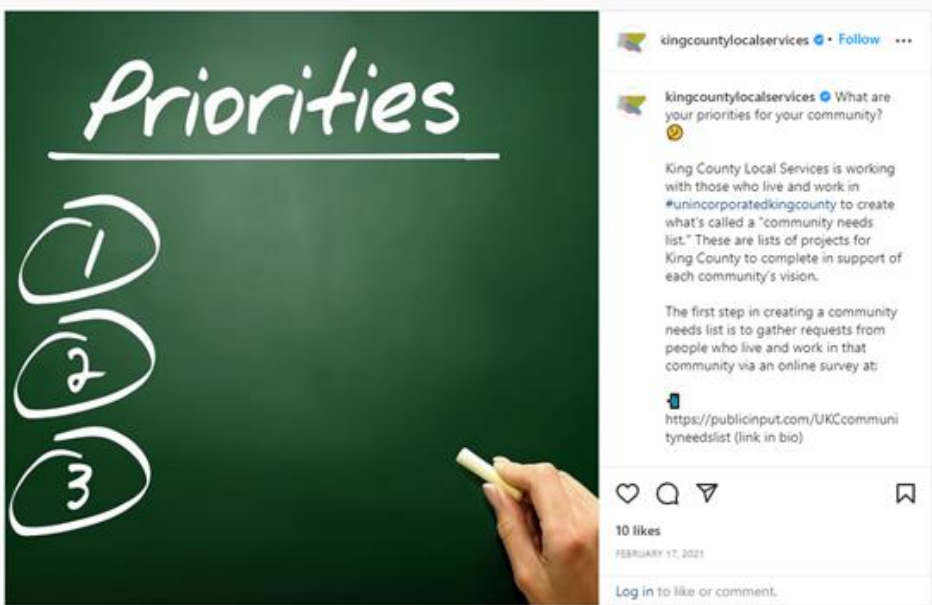 Priorities
1
2
3
kingcountylocalservices • Follow
kingcountylocalservices What are
your priorities for your community?
King County Local Services is working
with those who live and work in
#unincorporatedkingcounty to create
what's called a "community needs
list." These are lists of projects for
King County to complete in support of
each community's vision.
The first step in creating a community
needs list is to gather requests from
people who live and work in that
community via an online survey at:
https://publicinput.com/UKCcommuni
tyneedslist (link in bio)
10 likes
FEBRUARY 17, 2021
Log in to like or comment.